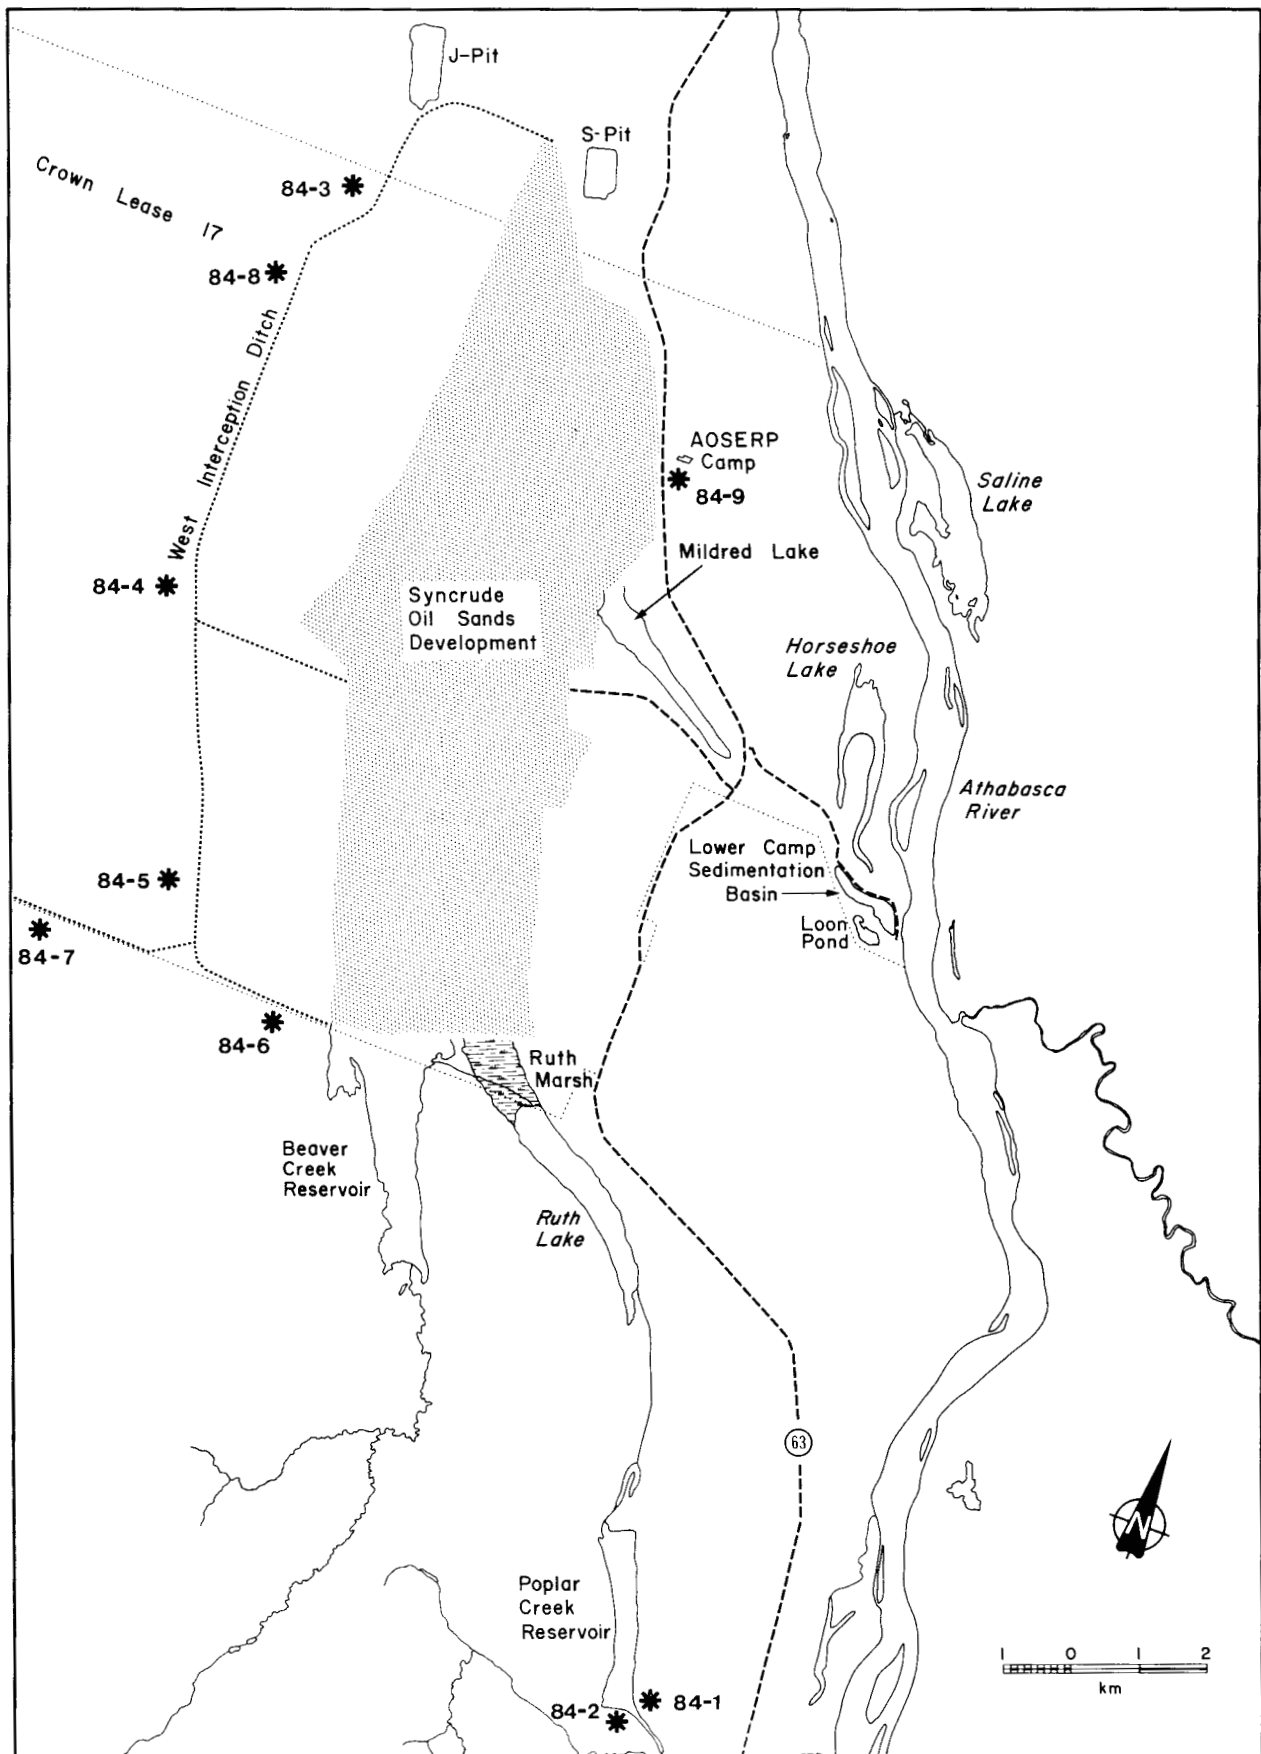 J-Pit
S-Pit
Crown Lease 17
84-3
84-8
West Interception Ditch
AOSERP
Camp
84-9
Saline
Lake
Mildred Lake
84-4
Syncrude
Oil Sands
Development
Horseshoe
Lake
Athabasca
River
Lower Camp
Sedimentation
Basin
84-5
Loon
Pond
84-7
84-6
Ruth
Marsh
Beaver
Creek
Reservoir
Ruth
Lake
63
N
Poplar
Creek
Reservoir
1 0 1 2
km
84-2
84-1